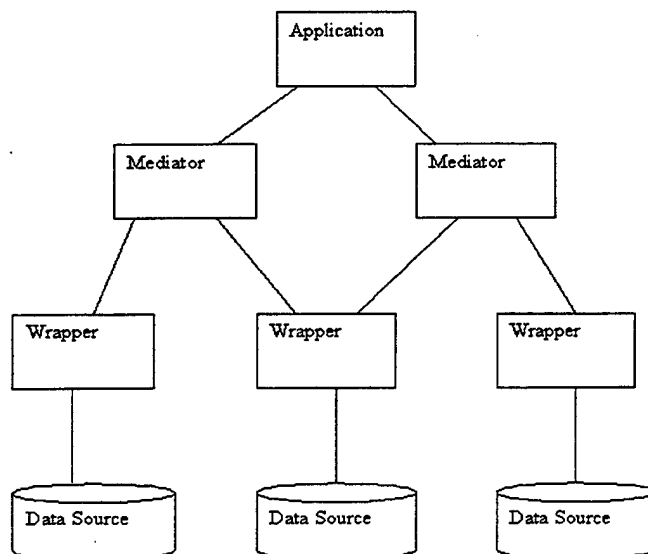 Application
Mediator
Mediator
Wrapper
Wrapper
Wrapper
Data Source
Data Source
Data Source